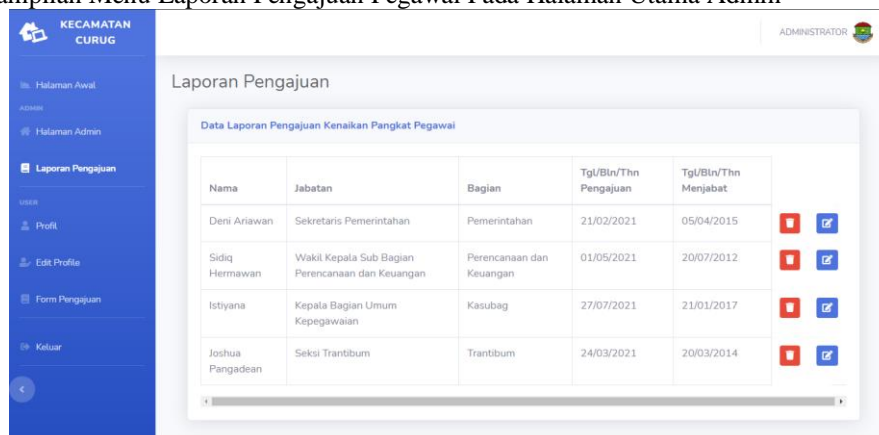 ampilan Menu Laporan Pengajuan Pegawai Pada Halaman Utama Admin
KECAMATAN
CURUG
ADMINISTRATOR
Halaman Awal
ADMIN
Halaman Admin
Laporan Pengajuan
USER
Profil
Edit Profile
Form Pengajuan
Keluar
Laporan Pengajuan
Data Laporan Pengajuan Kenaikan Pangkat Pegawai
Nama Jabatan Bagian Tgl/Bln/Thn Pengajuan Tgl/Bln/Thn Menjabat
Deni Ariawan Sekretaris Pemerintahan Pemerintahan 21/02/2021 05/04/2015
Sidiq Hermawan Wakil Kepala Sub Bagian Perencanaan dan Keuangan Perencanaan dan Keuangan 01/05/2021 20/07/2012
Istiyana Kepala Bagian Umum Kepegawaian Kasubag 27/07/2021 21/01/2017
Joshua Pangadean Seksi Trantibum Trantibum 24/03/2021 20/03/2014